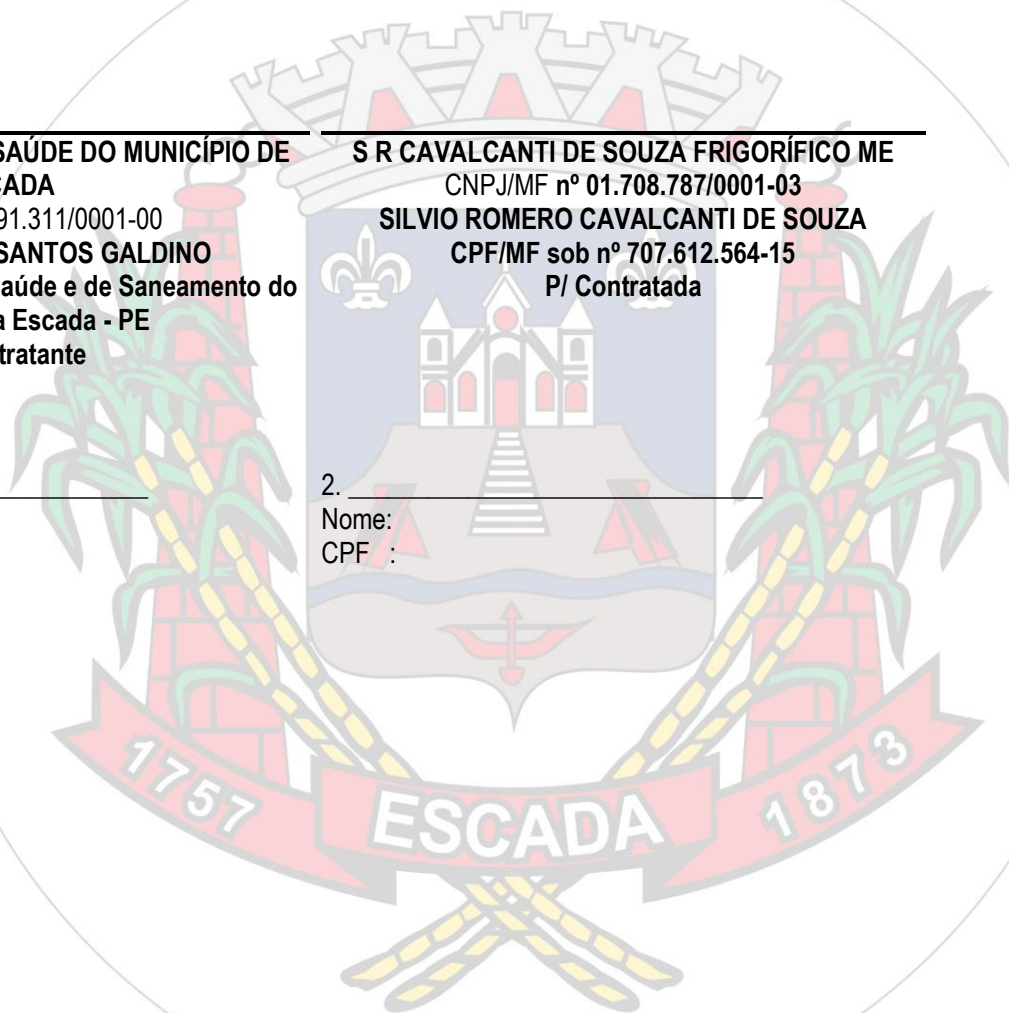 SAÚDE DO MUNICÍPIO DE
CADA
91.311/0001-00
SANTOS GALDINO
aúde e de Saneamento do
a Escada - PE
tratante
S R CAVALCANTI DE SOUZA FRIGORÍFICO ME
CNPJ/MF nº 01.708.787/0001-03
SILVIO ROMERO CAVALCANTI DE SOUZA
CPF/MF sob nº 707.612.564-15
P/ Contratada
2. ______________________________
Nome:
CPF :
1757 ESCADA 1873